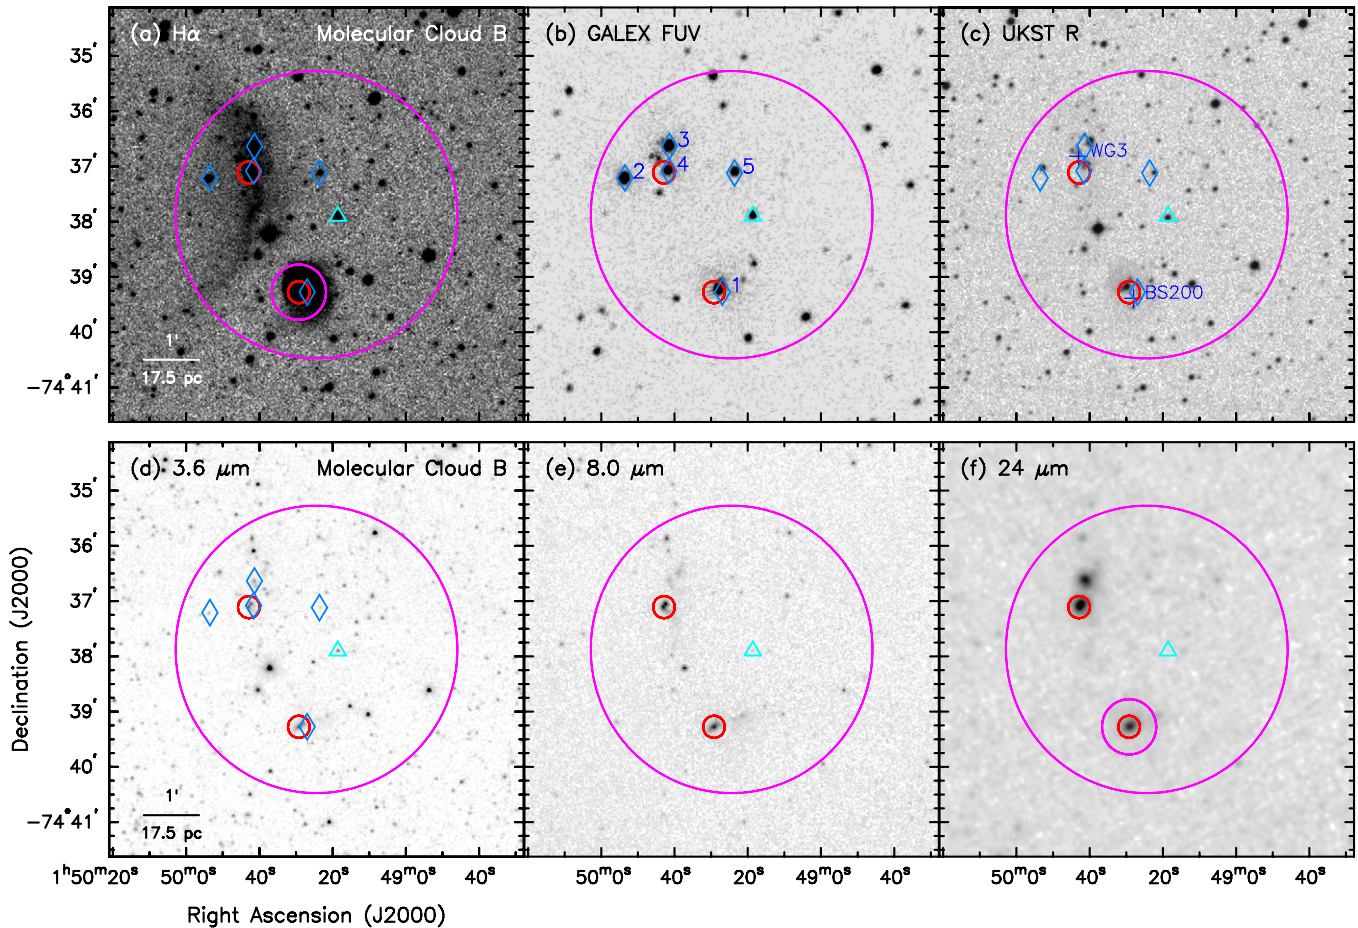 (a) Hα Molecular Cloud B
(b) GALEX FUV
(c) UKST R
35'
36'
37'
38'
39'
40'
−74°41'
1'
17.5 pc
3
2
4
5
1
WG3
BS200
(d) 3.6 μm Molecular Cloud B
(e) 8.0 μm
(f) 24 μm
35'
36'
37'
38'
39'
40'
−74°41'
1'
17.5 pc
Declination (J2000)
1ʰ50ᵐ20ˢ 50ᵐ0ˢ 40ˢ 20ˢ 49ᵐ0ˢ 40ˢ
50ᵐ0ˢ 40ˢ 20ˢ 49ᵐ0ˢ 40ˢ
50ᵐ0ˢ 40ˢ 20ˢ 49ᵐ0ˢ 40ˢ
Right Ascension (J2000)